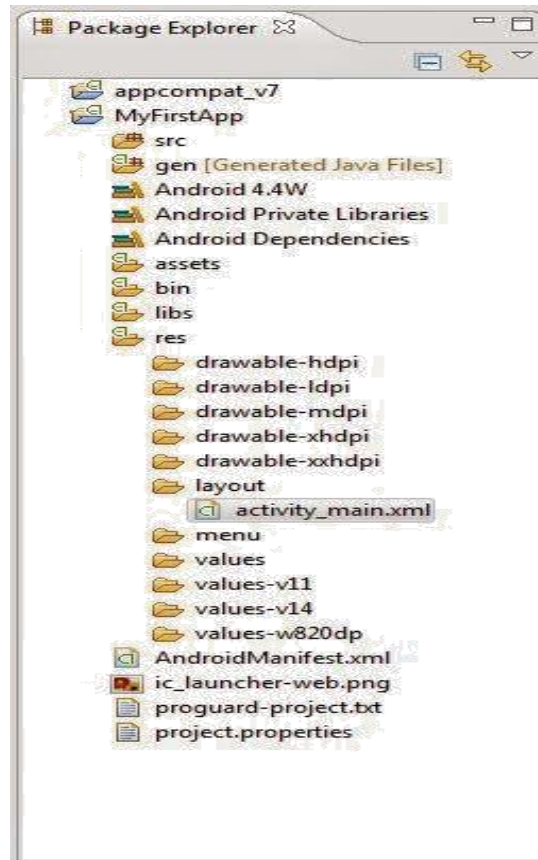 Package Explorer
appcompat_v7
MyFirstApp
src
gen [Generated Java Files]
Android 4.4W
Android Private Libraries
Android Dependencies
assets
bin
libs
res
drawable-hdpi
drawable-ldpi
drawable-mdpi
drawable-xhdpi
drawable-xxhdpi
layout
activity_main.xml
menu
values
values-v11
values-v14
values-w820dp
AndroidManifest.xml
ic_launcher-web.png
proguard-project.txt
project.properties